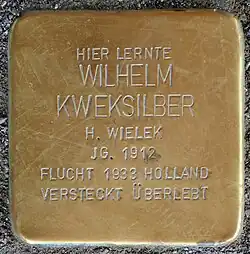 HIER LERNTE
WILHELM
KWEKSILBER
H. WIELEK
JG. 1912
FLUCHT 1933 HOLLAND
VERSTECKT ÜBERLEBT